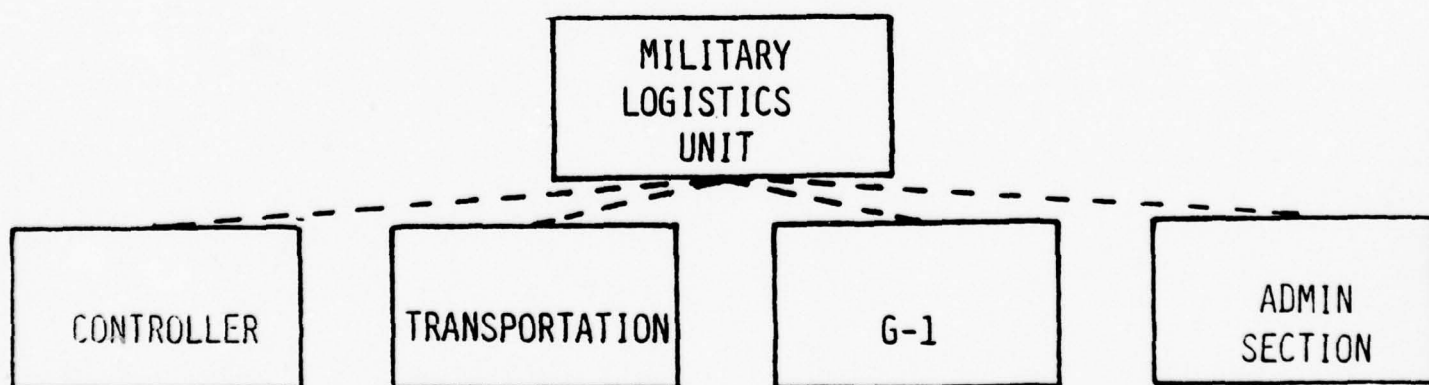 MILITARY
LOGISTICS
UNIT
CONTROLLER
TRANSPORTATION
G-1
ADMIN
SECTION